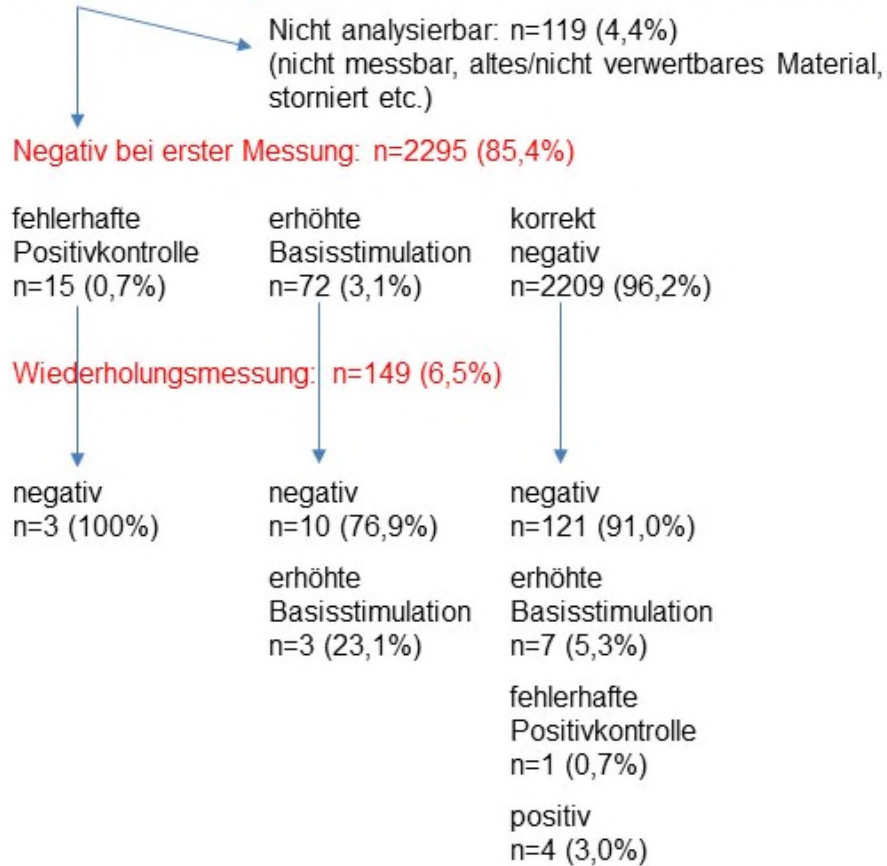 Nicht analysierbar: n=119 (4,4%)
(nicht messbar, altes/nicht verwertbares Material,
storniert etc.)
Negativ bei erster Messung: n=2295 (85,4%)
fehlerhafte
Positivkontrolle
n=15 (0,7%)
erhöhte
Basisstimulation
n=72 (3,1%)
korrekt
negativ
n=2209 (96,2%)
Wiederholungsmessung: n=149 (6,5%)
negativ
n=3 (100%)
negativ
n=10 (76,9%)
erhöhte
Basisstimulation
n=3 (23,1%)
negativ
n=121 (91,0%)
erhöhte
Basisstimulation
n=7 (5,3%)
fehlerhafte
Positivkontrolle
n=1 (0,7%)
positiv
n=4 (3,0%)